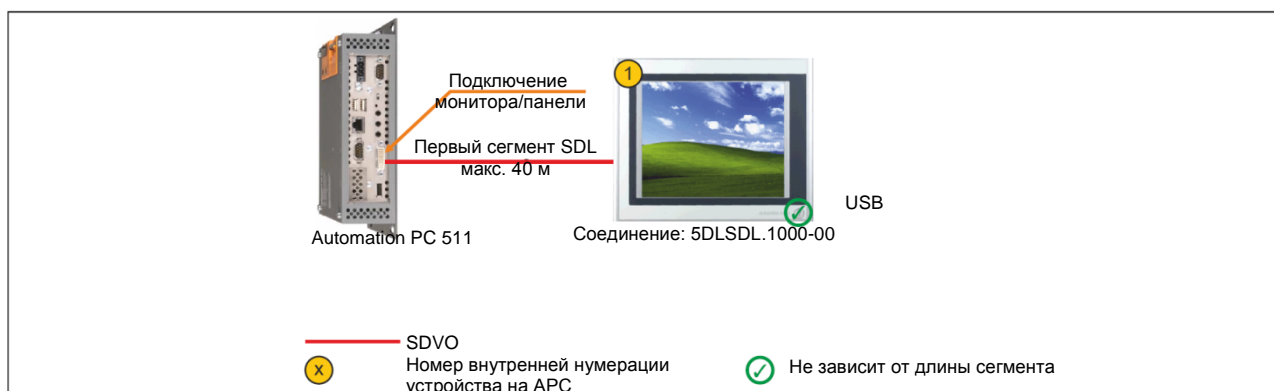 Подключение
монитора/панели
Первый сегмент SDL
макс. 40 м
1
USB
Automation PC 511
Соединение: 5DLSDL.1000-00
SDVO
X
Номер внутренней нумерации
устройства на APC
Не зависит от длины сегмента